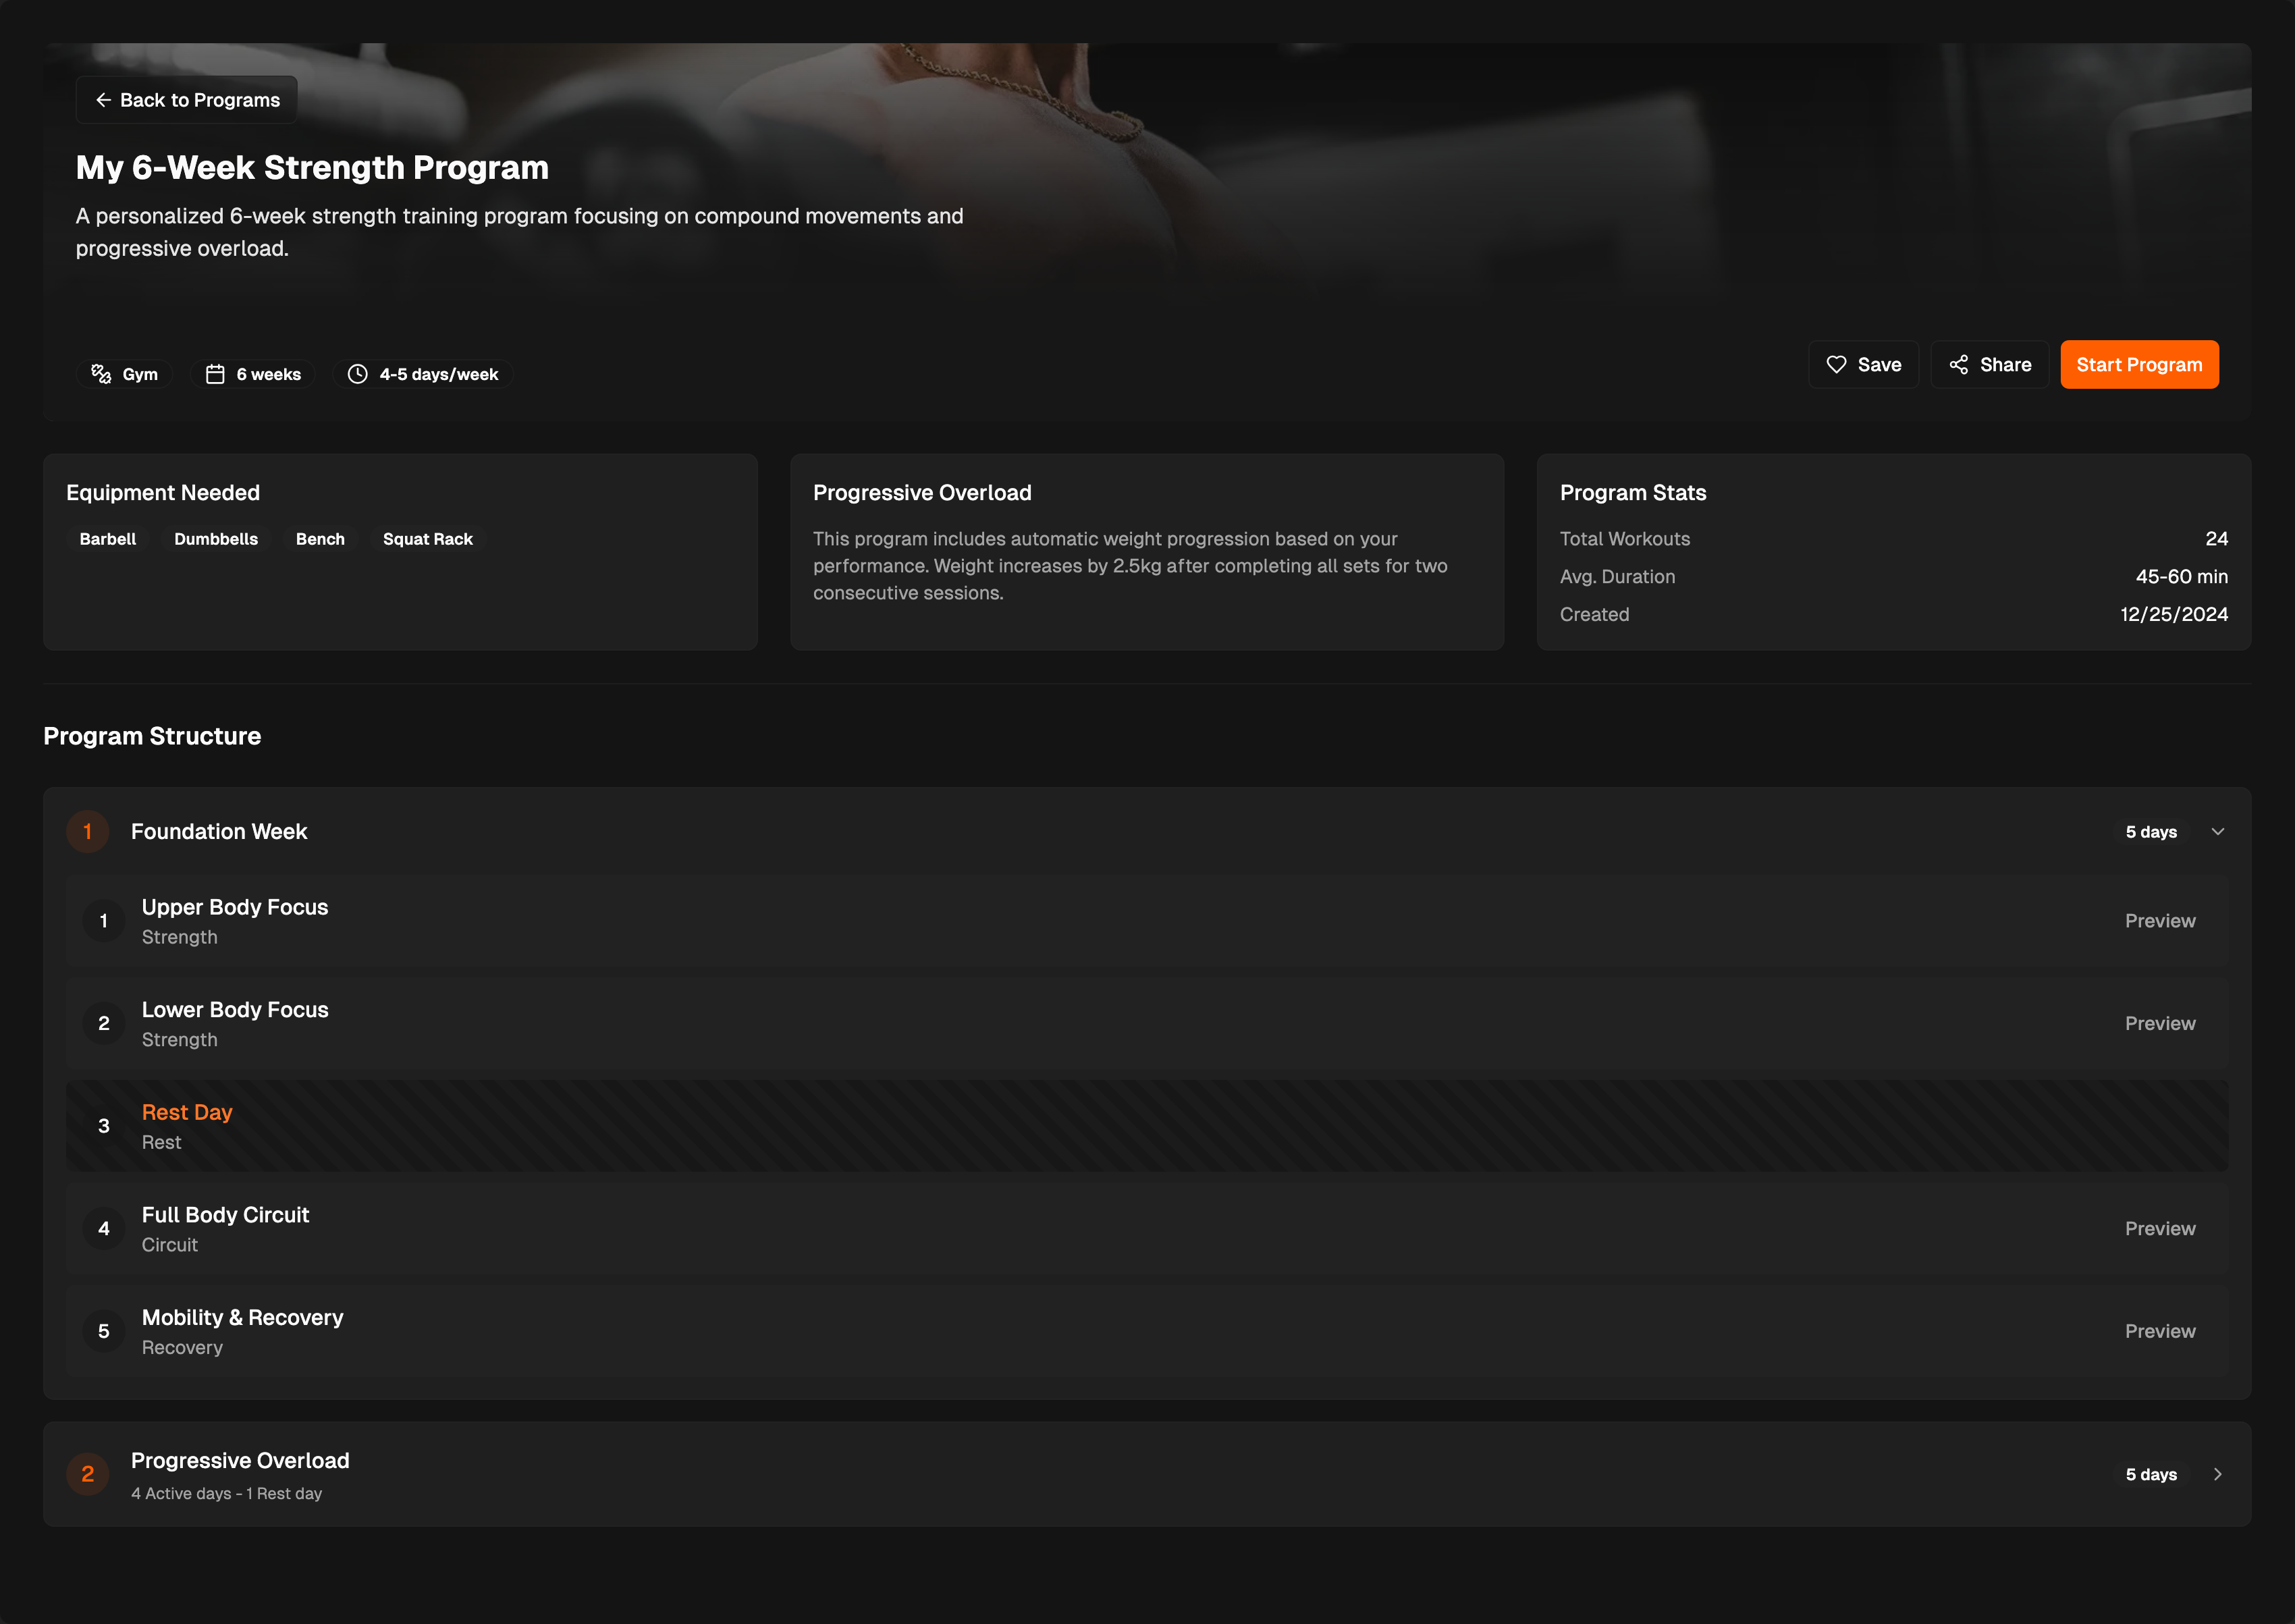 Back to Programs
My 6-Week Strength Program
A personalized 6-week strength training program focusing on compound movements and
progressive overload.
Gym
6 weeks
4-5 days/week
Save
Share
Start Program
Equipment Needed
Barbell
Dumbbells
Bench
Squat Rack
Progressive Overload
This program includes automatic weight progression based on your
performance. Weight increases by 2.5kg after completing all sets for two
consecutive sessions.
Program Stats
Total Workouts 24
Avg. Duration 45-60 min
Created 12/25/2024
Program Structure
1 Foundation Week 5 days
1 Upper Body Focus Preview
Strength
2 Lower Body Focus Preview
Strength
3 Rest Day
Rest
4 Full Body Circuit Preview
Circuit
5 Mobility & Recovery Preview
Recovery
2 Progressive Overload 5 days
4 Active days - 1 Rest day